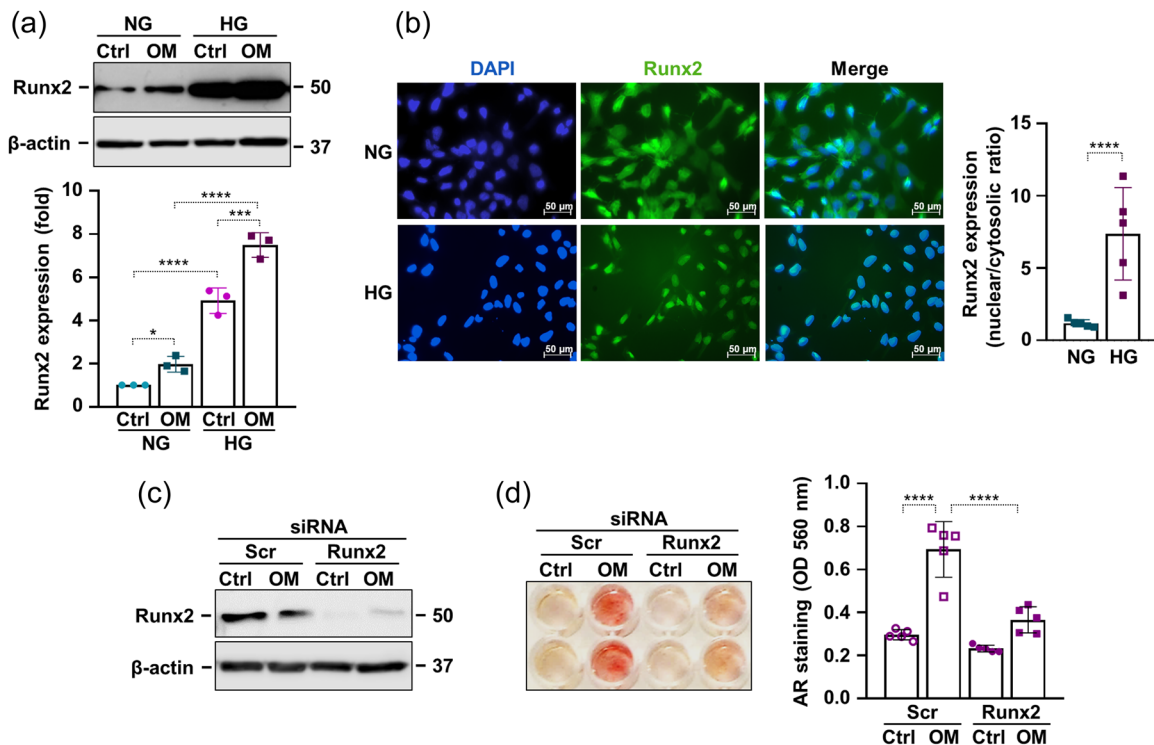 (a)
NG HG
Ctrl OM Ctrl OM
Runx2 50
β-actin 37
Runx2 expression (fold)
10
8
6
4
2
0
****
***
****
*
Ctrl OM Ctrl OM
NG HG
(b)
DAPI Runx2 Merge
NG
50 µm 50 µm 50 µm
HG
50 µm 50 µm 50 µm
Runx2 expression
(nuclear/cytosolic ratio)
15
10
5
0
****
NG HG
(c)
siRNA
Scr Runx2
Ctrl OM Ctrl OM
Runx2 50
β-actin 37
(d)
siRNA
Scr Runx2
Ctrl OM Ctrl OM
AR staining (OD 560 nm)
1.0
0.8
0.6
0.4
0.2
0.0
**** ****
Scr Runx2
Ctrl OM Ctrl OM